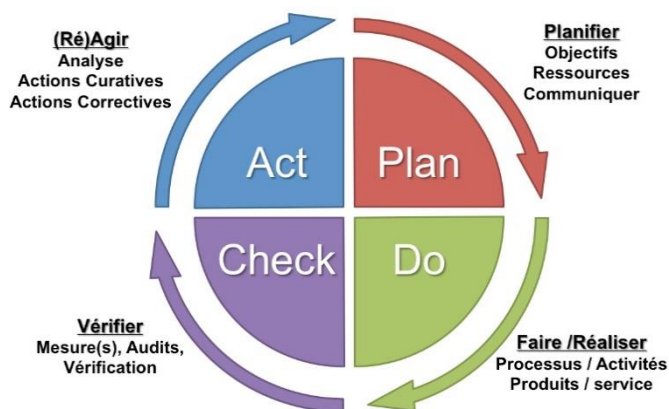 (Ré)Agir
Analyse
Actions Curatives
Actions Correctives
Planifier
Objectifs
Ressources
Communiquer
Act
Plan
Check
Do
Vérifier
Mesure(s), Audits,
Vérification
Faire /Réaliser
Processus / Activités
Produits / service